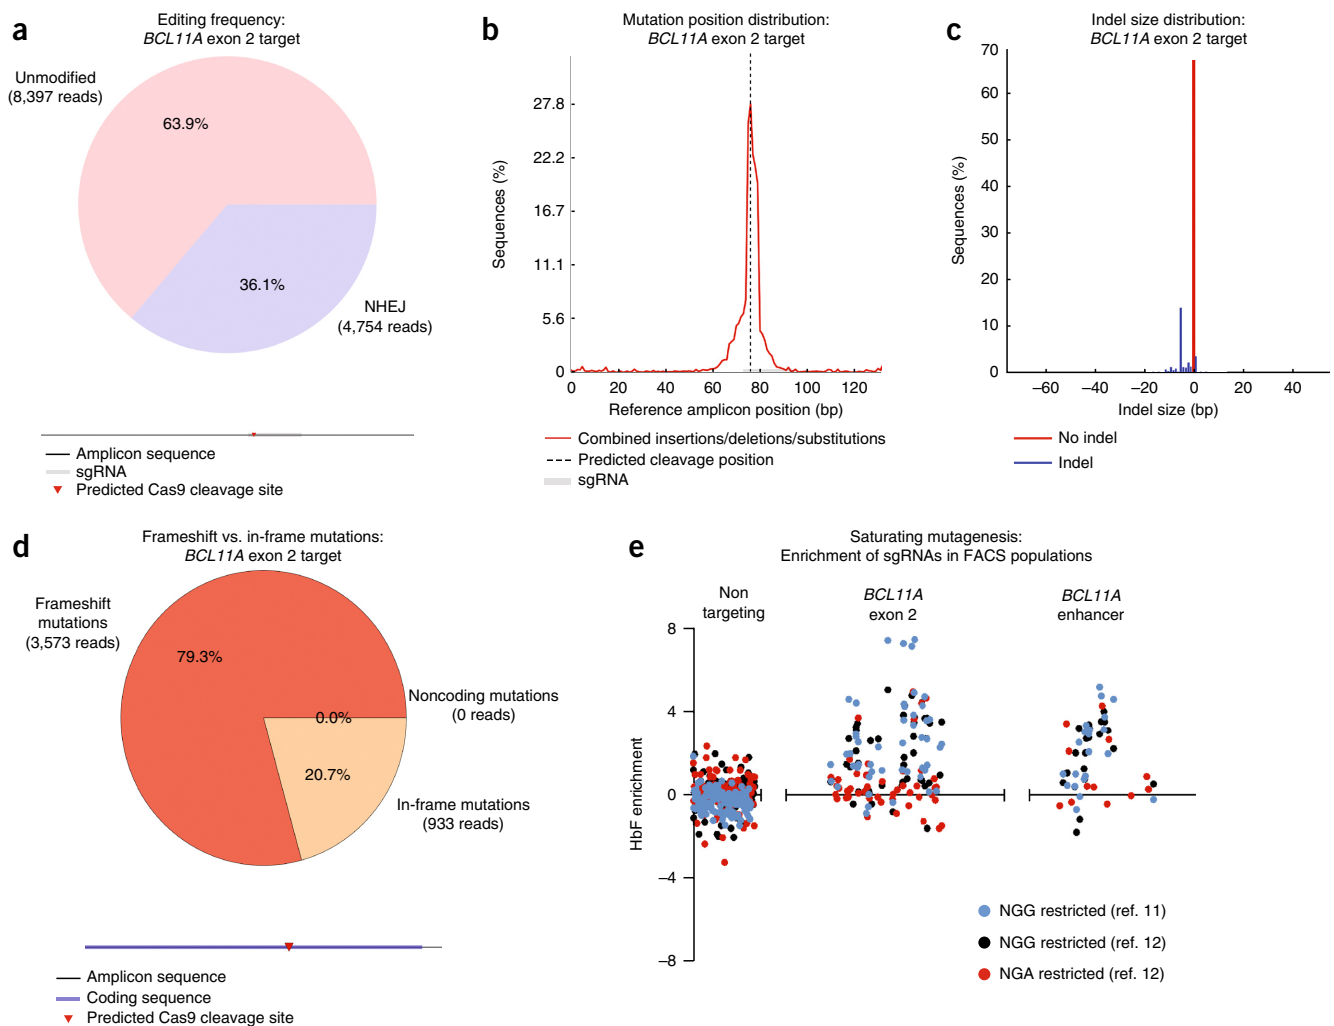 a
Editing frequency:
BCL11A exon 2 target
Unmodified
(8,397 reads)
63.9%
36.1%
NHEJ
(4,754 reads)
Amplicon sequence
sgRNA
Predicted Cas9 cleavage site
b
Mutation position distribution:
BCL11A exon 2 target
Sequences (%)
27.8
22.2
16.7
11.1
5.6
0
0 20 40 60 80 100 120
Reference amplicon position (bp)
Combined insertions/deletions/substitutions
Predicted cleavage position
sgRNA
c
Indel size distribution:
BCL11A exon 2 target
Sequences (%)
70
60
50
40
30
20
10
0
−60 −40 −20 0 20 40
Indel size (bp)
No indel
Indel
d
Frameshift vs. in-frame mutations:
BCL11A exon 2 target
Frameshift
mutations
(3,573 reads)
79.3%
Noncoding mutations
(0 reads)
0.0%
20.7%
In-frame mutations
(933 reads)
Amplicon sequence
Coding sequence
Predicted Cas9 cleavage site
e
Saturating mutagenesis:
Enrichment of sgRNAs in FACS populations
Non
targeting
BCL11A
exon 2
BCL11A
enhancer
HbF enrichment
8
4
0
−4
−8
NGG restricted (ref. 11)
NGG restricted (ref. 12)
NGA restricted (ref. 12)